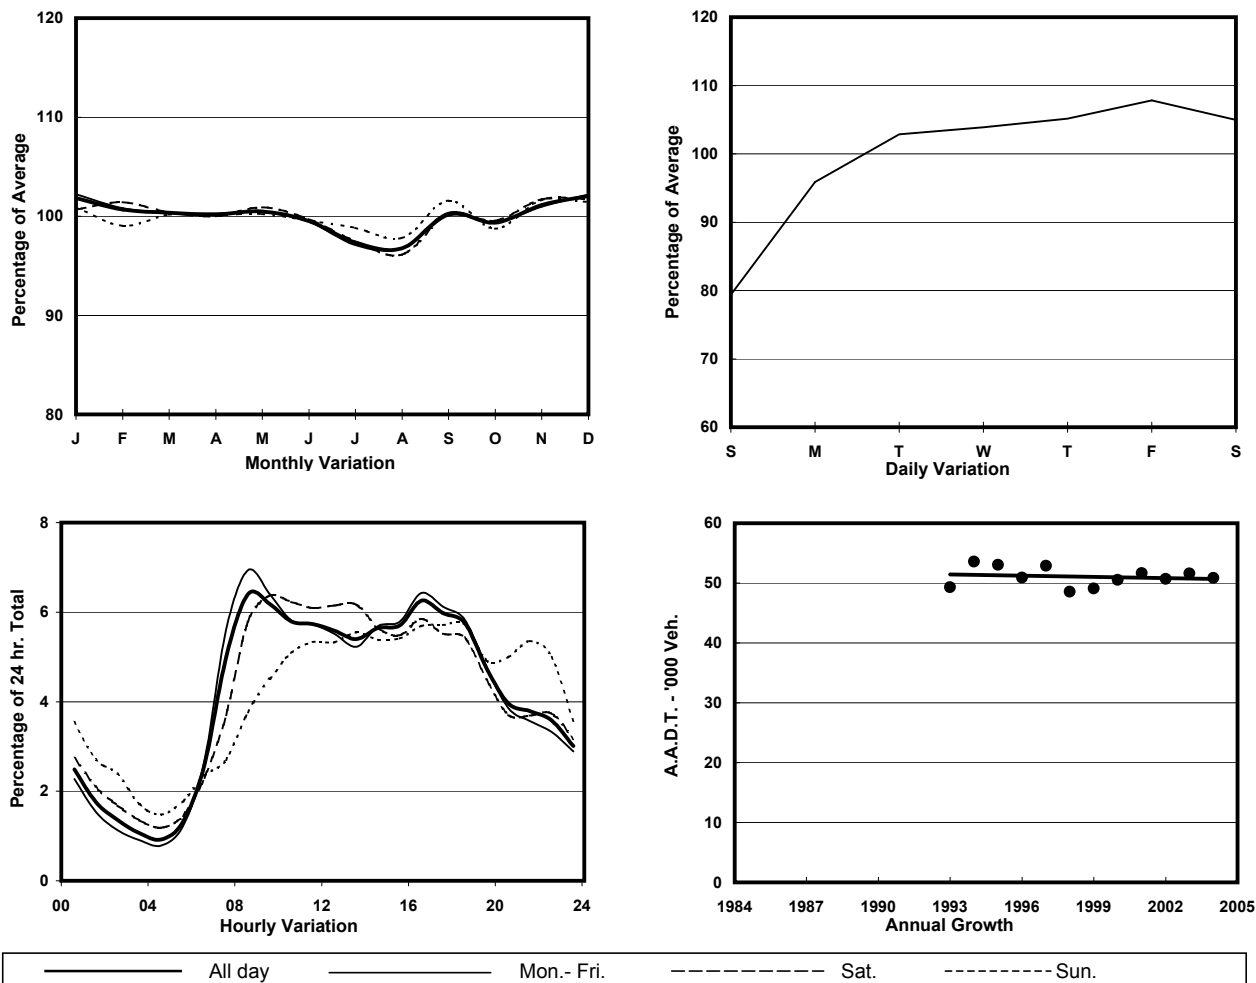 120
110
100
90
80
Percentage of Average
J F M A M J J A S O N D
Monthly Variation
120
110
100
90
80
70
60
Percentage of Average
S M T W T F S
Daily Variation
8
6
4
2
0
Percentage of 24 hr. Total
00 04 08 12 16 20 24
Hourly Variation
60
50
40
30
20
10
0
A.A.D.T. - '000 Veh.
1984 1987 1990 1993 1996 1999 2002 2005
Annual Growth
All day Mon.- Fri. Sat. Sun.